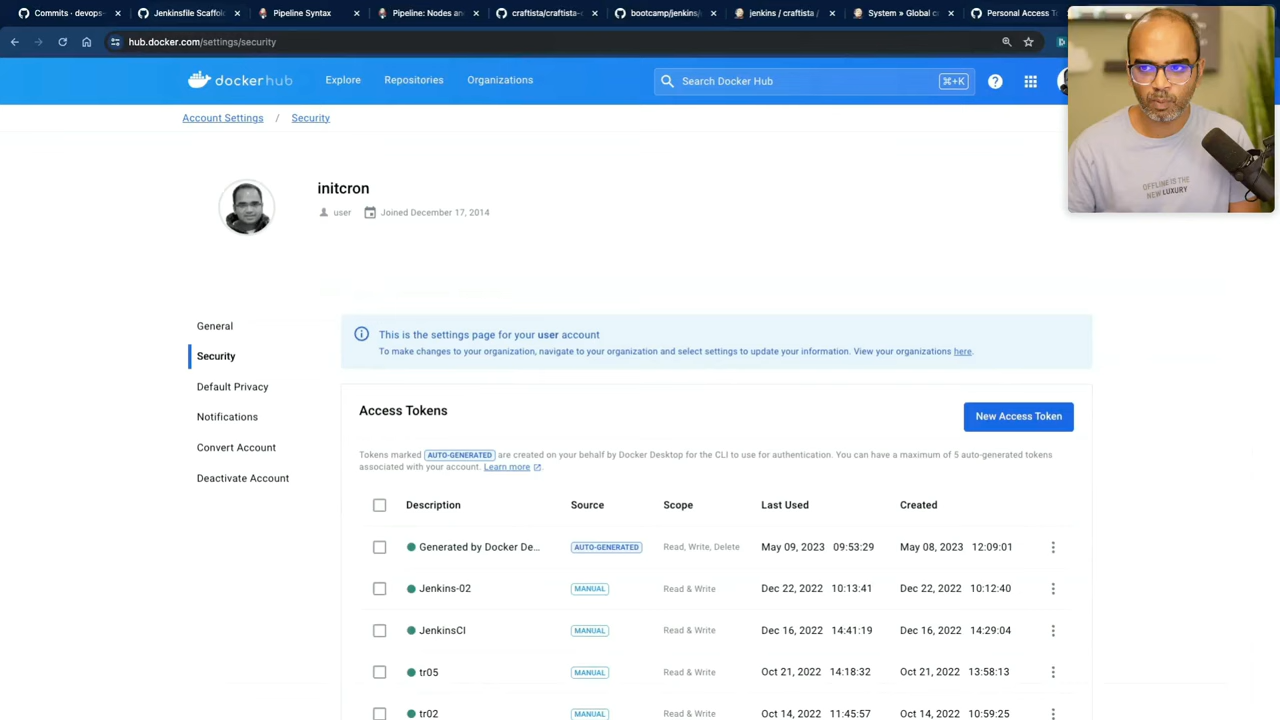 Commits · devops-
Jenkinsfile Scaffol
Pipeline Syntax
Pipeline: Nodes an
craftista/craftista-
bootcamp/jenkins/
jenkins / craftista /
System » Global c
Personal Access T
hub.docker.com/settings/security
dockerhub
Explore
Repositories
Organizations
Search Docker Hub
⌘+K
Account Settings / Security
initcron
user
Joined December 17, 2014
OFFLINE IS THE
NEW LUXURY
General
Security
Default Privacy
Notifications
Convert Account
Deactivate Account
This is the settings page for your user account
To make changes to your organization, navigate to your organization and select settings to update your information. View your organizations here.
Access Tokens
New Access Token
Tokens marked AUTO-GENERATED are created on your behalf by Docker Desktop for the CLI to use for authentication. You can have a maximum of 5 auto-generated tokens
associated with your account. Learn more
Description Source Scope Last Used Created
Generated by Docker De... AUTO-GENERATED Read, Write, Delete May 09, 2023 09:53:29 May 08, 2023 12:09:01
Jenkins-02 MANUAL Read & Write Dec 22, 2022 10:13:41 Dec 22, 2022 10:12:40
JenkinsCI MANUAL Read & Write Dec 16, 2022 14:41:19 Dec 16, 2022 14:29:04
tr05 MANUAL Read & Write Oct 21, 2022 14:18:32 Oct 21, 2022 13:58:13
tr02 MANUAL Read & Write Oct 14, 2022 11:45:57 Oct 14, 2022 10:59:25